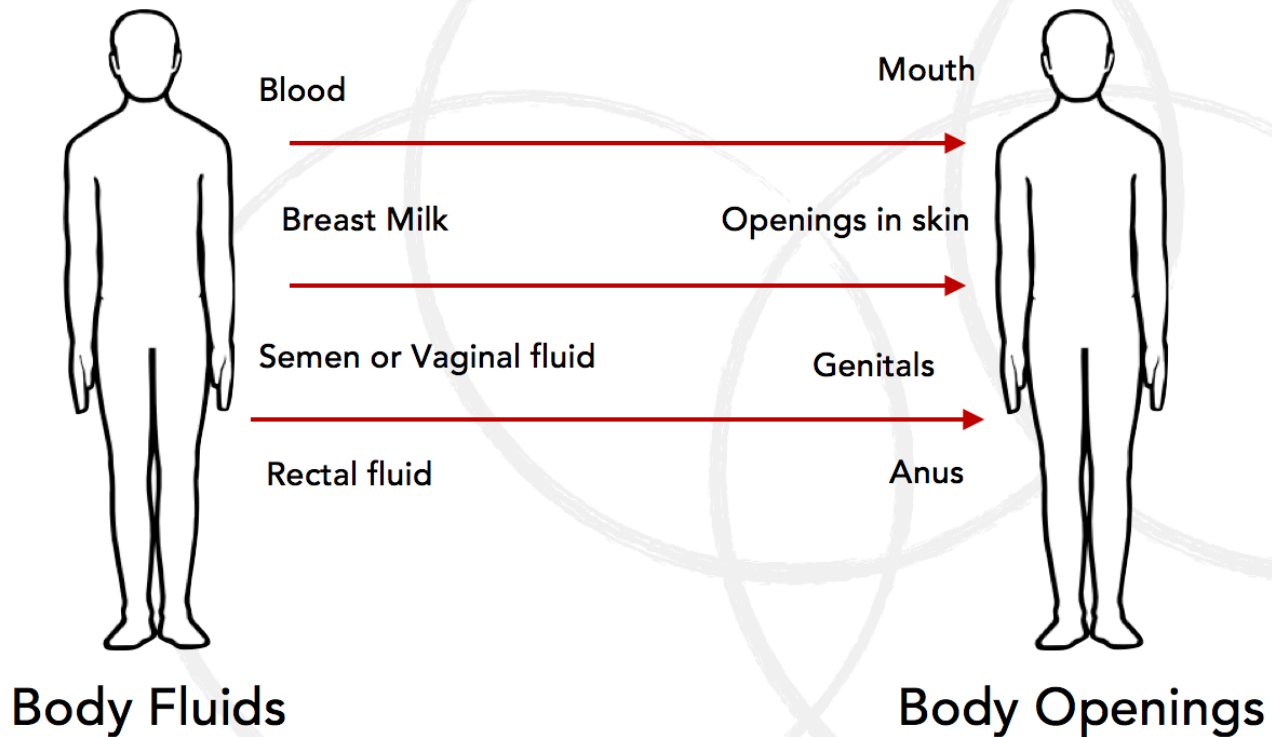 Blood
Mouth
Breast Milk
Openings in skin
Semen or Vaginal fluid
Genitals
Rectal fluid
Anus
Body Fluids
Body Openings